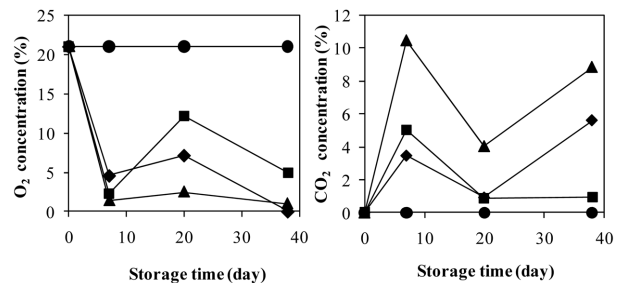 O2 concentration (%)
25
20
15
10
5
0
0 10 20 30 40
Storage time (day)
CO2 concentration (%)
12
10
8
6
4
2
0
0 10 20 30 40
Storage time (day)